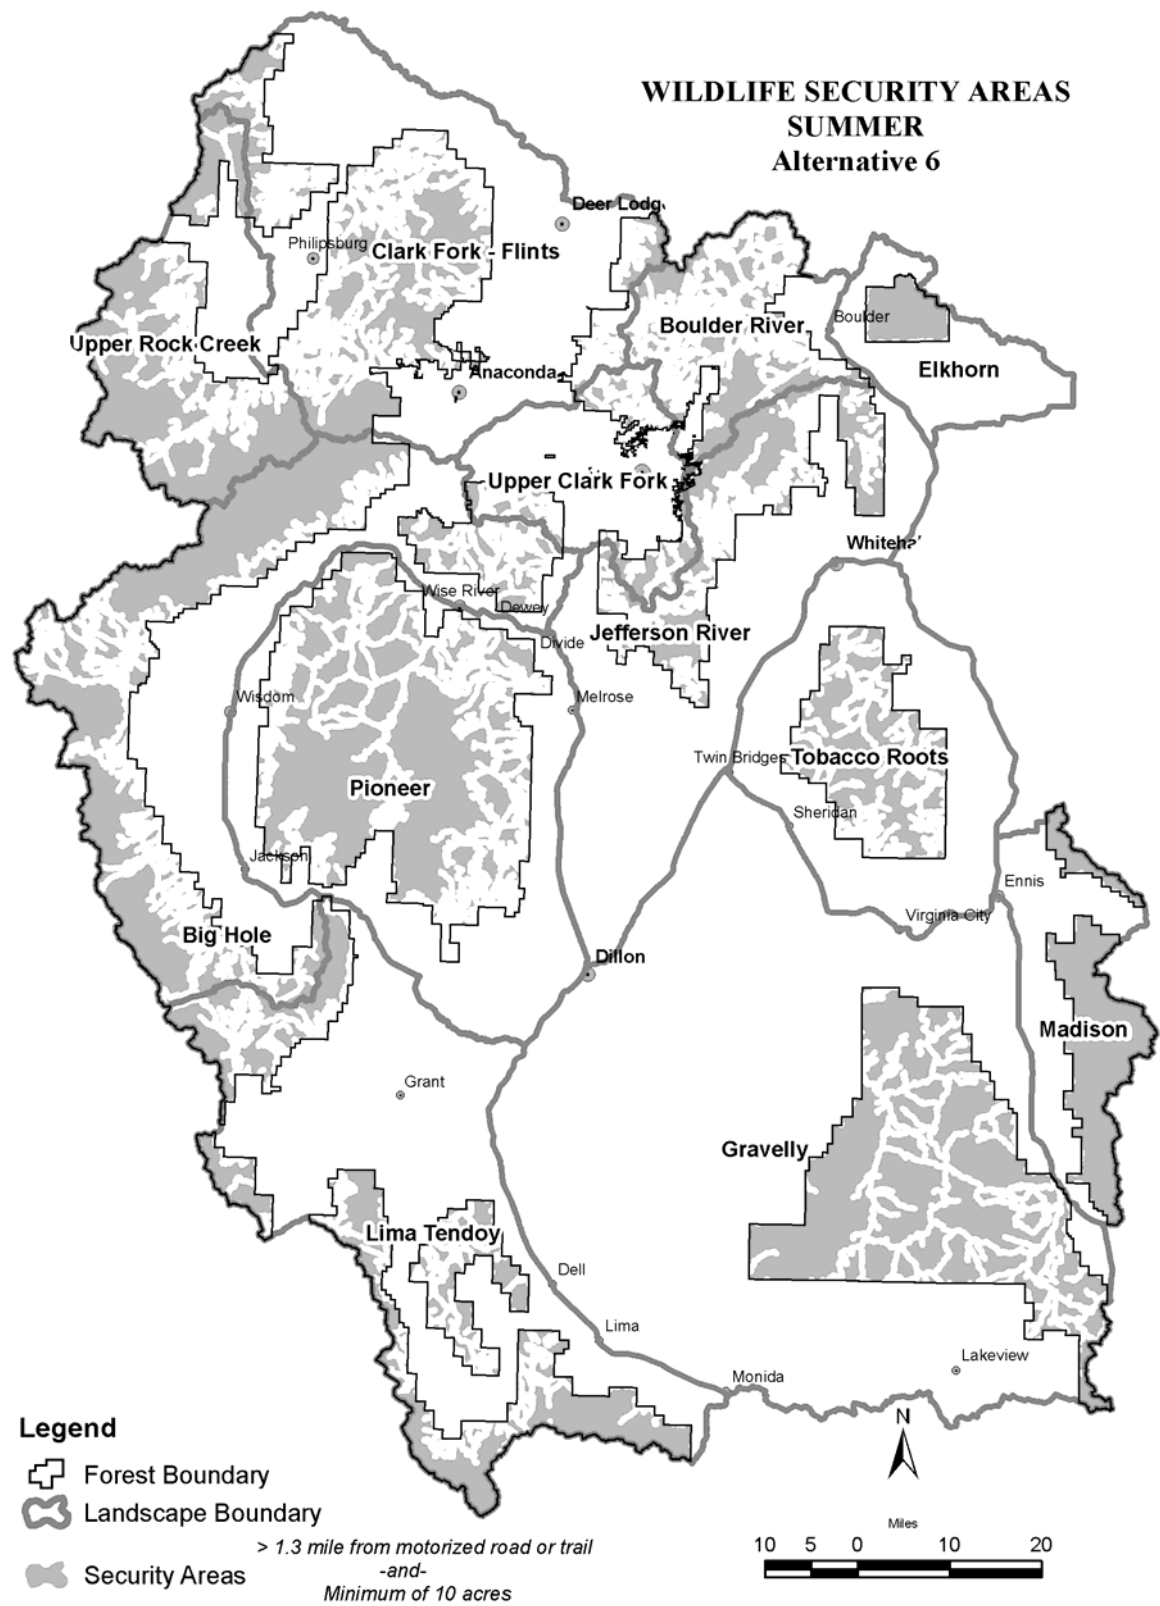 WILDLIFE SECURITY AREAS
SUMMER
Alternative 6
Deer Lodg
Philipsburg
Clark Fork - Flints
Boulder
Boulder River
Upper Rock Creek
Elkhorn
Anaconda
Upper Clark Fork
Whiteha
Wise River
Dewey
Jefferson River
Divide
Wisdom
Melrose
Twin Bridges
Tobacco Roots
Pioneer
Sheridan
Jackson
Ennis
Virginia City
Big Hole
Dillon
Madison
Grant
Gravelly
Lima Tendoy
Dell
Lima
Lakeview
Monida
N
Legend
Forest Boundary
Landscape Boundary
Security Areas
> 1.3 mile from motorized road or trail
-and-
Minimum of 10 acres
Miles
10 5 0 10 20